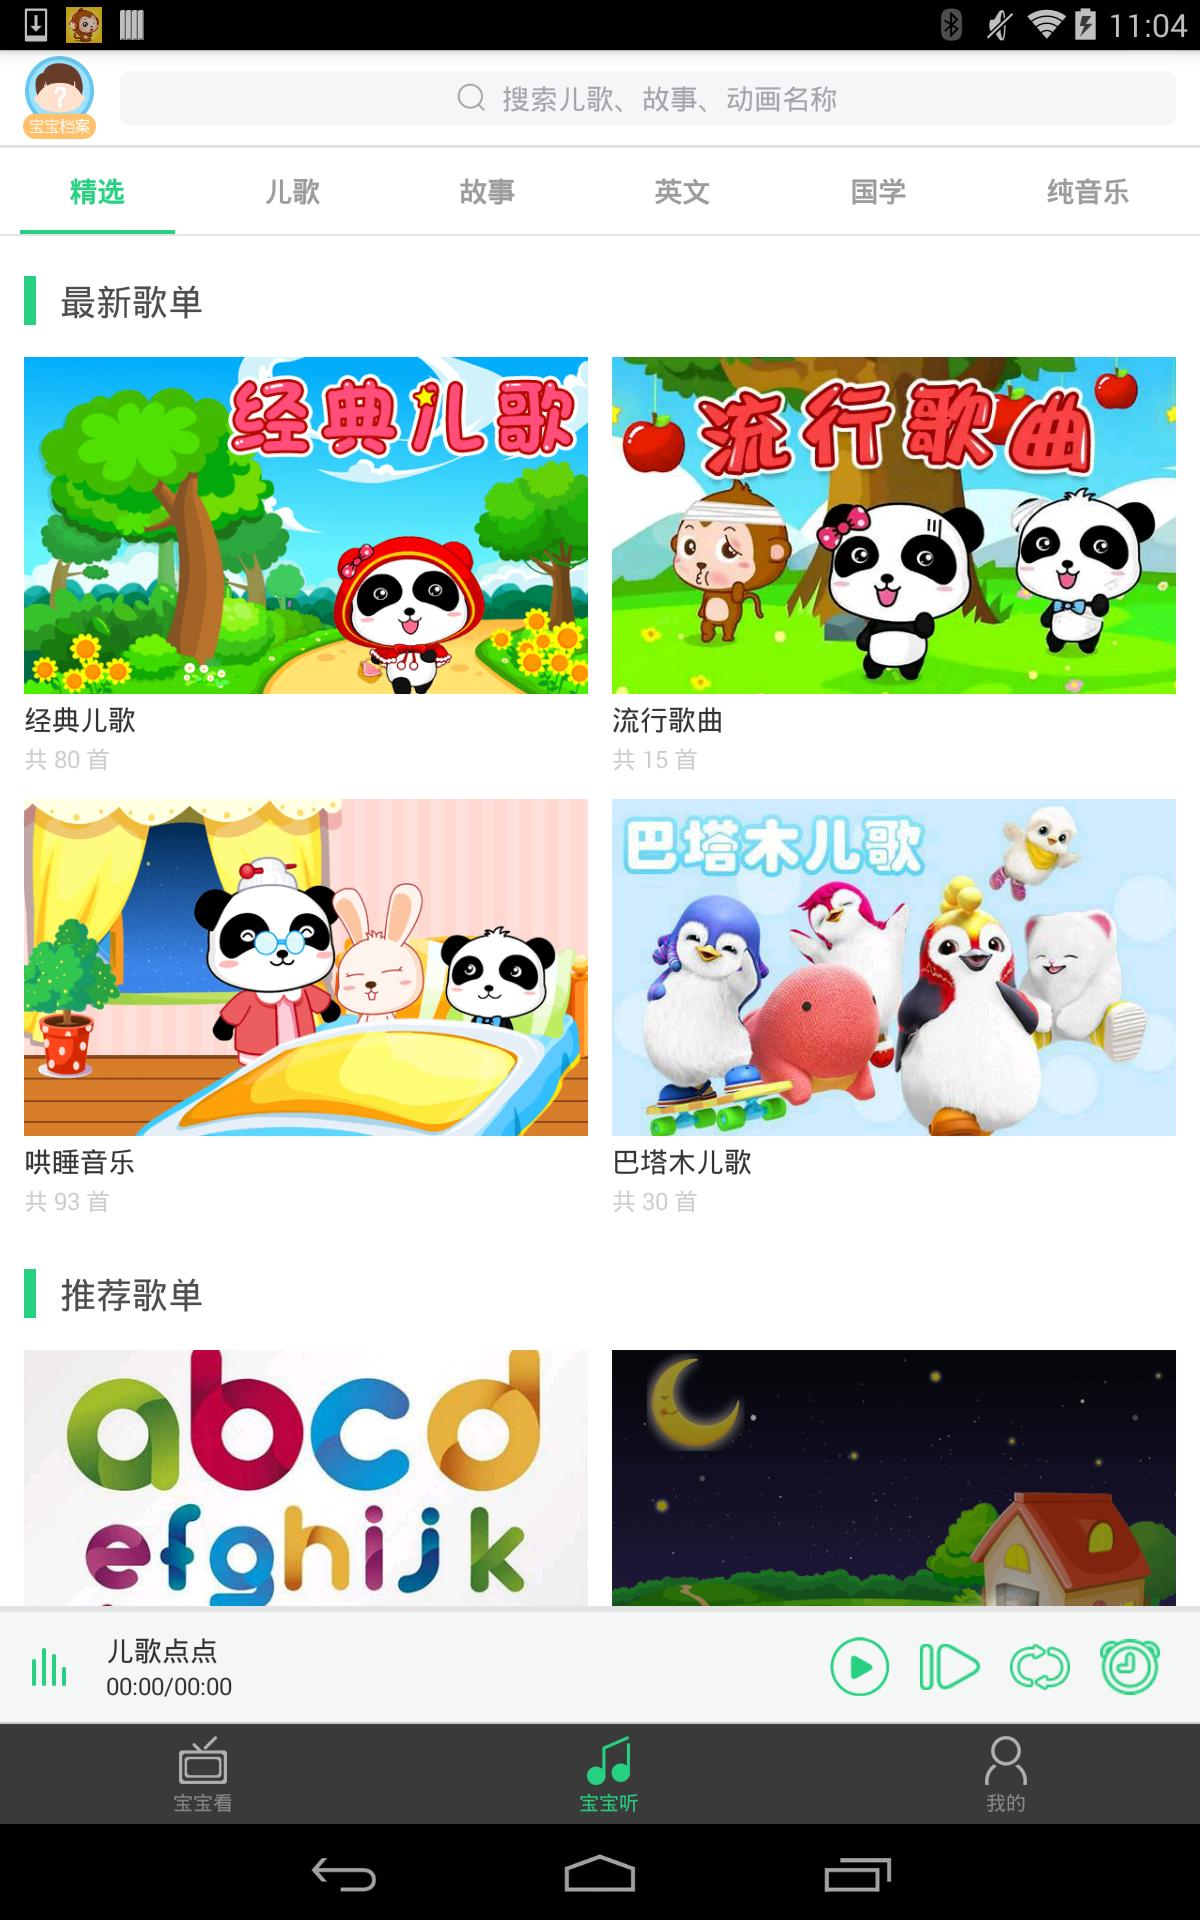 11:04
?
宝宝档案
搜索儿歌、故事、动画名称
精选
儿歌
故事
英文
国学
纯音乐
最新歌单
经典儿歌
流行歌曲
经典儿歌
流行歌曲
共 80 首
共 15 首
巴塔木儿歌
哄睡音乐
巴塔木儿歌
共 93 首
共 30 首
推荐歌单
abcd
efghijk
儿歌点点
00:00/00:00
宝宝看
宝宝听
我的